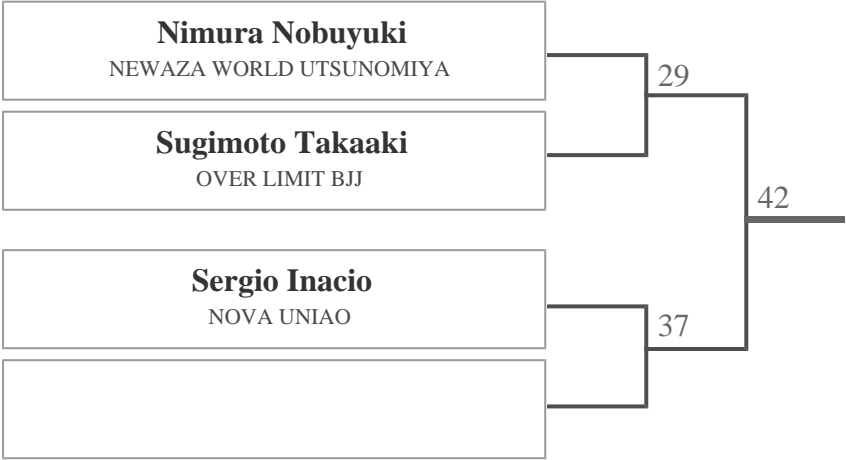 Nimura Nobuyuki
NEWAZA WORLD UTSUNOMIYA
29
Sugimoto Takaaki
OVER LIMIT BJJ
42
Sergio Inacio
NOVA UNIAO
37